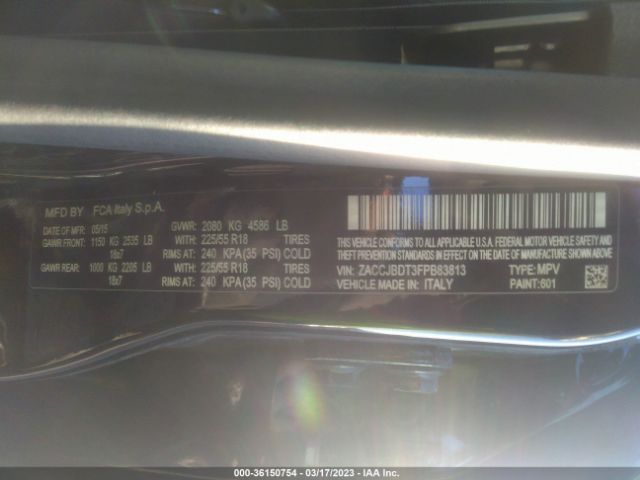 MFD BY FCA Italy S.p.A.
DATE OF MFR: 05/15 GVWR: 2080 KG 4586 LB
GAWR FRONT: 1150 KG 2535 LB WITH: 225/55 R18 TIRES
18x7 RIMS AT: 240 KPA (35 PSI) COLD
GAWR REAR: 1000 KG 2205 LB WITH: 225/55 R18 TIRES
18x7 RIMS AT: 240 KPA (35 PSI) COLD
THIS VEHICLE CONFORMS TO ALL APPLICABLE U.S.A.
FEDERAL MOTOR VEHICLE SAFETY, BUMPER, AND THEFT
PREVENTION STANDARDS IN EFFECT ON THE DATE OF
MANUFACTURE SHOWN ABOVE.
VIN: ZACCJBDT3FPB83813 TYPE: MPV
VEHICLE MADE IN: ITALY PAINT: 601
000-36150754 - 03/17/2023 - IAA Inc.